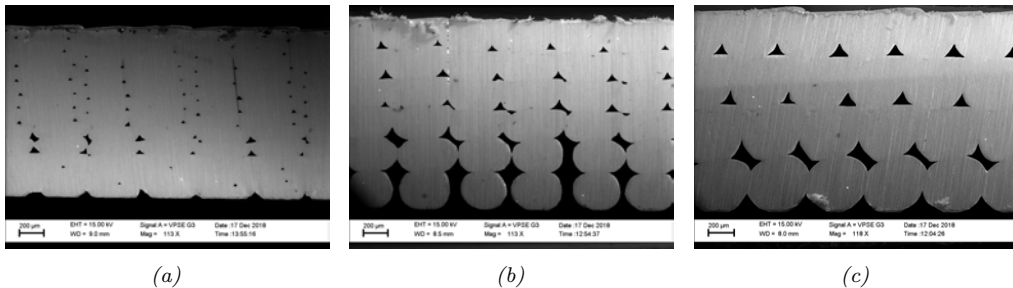 200 µm
EHT = 15.00 kV
WD = 9.0 mm
Signal A = VPSE G3
Mag = 113 X
Date :17 Dec 2018
Time :13:55:16
200 µm
EHT = 15.00 kV
WD = 8.5 mm
Signal A = VPSE G3
Mag = 113 X
Date :17 Dec 2018
Time :12:54:37
200 µm
EHT = 15.00 kV
WD = 8.0 mm
Signal A = VPSE G3
Mag = 118 X
Date :17 Dec 2018
Time :12:04:26
(a)
(b)
(c)